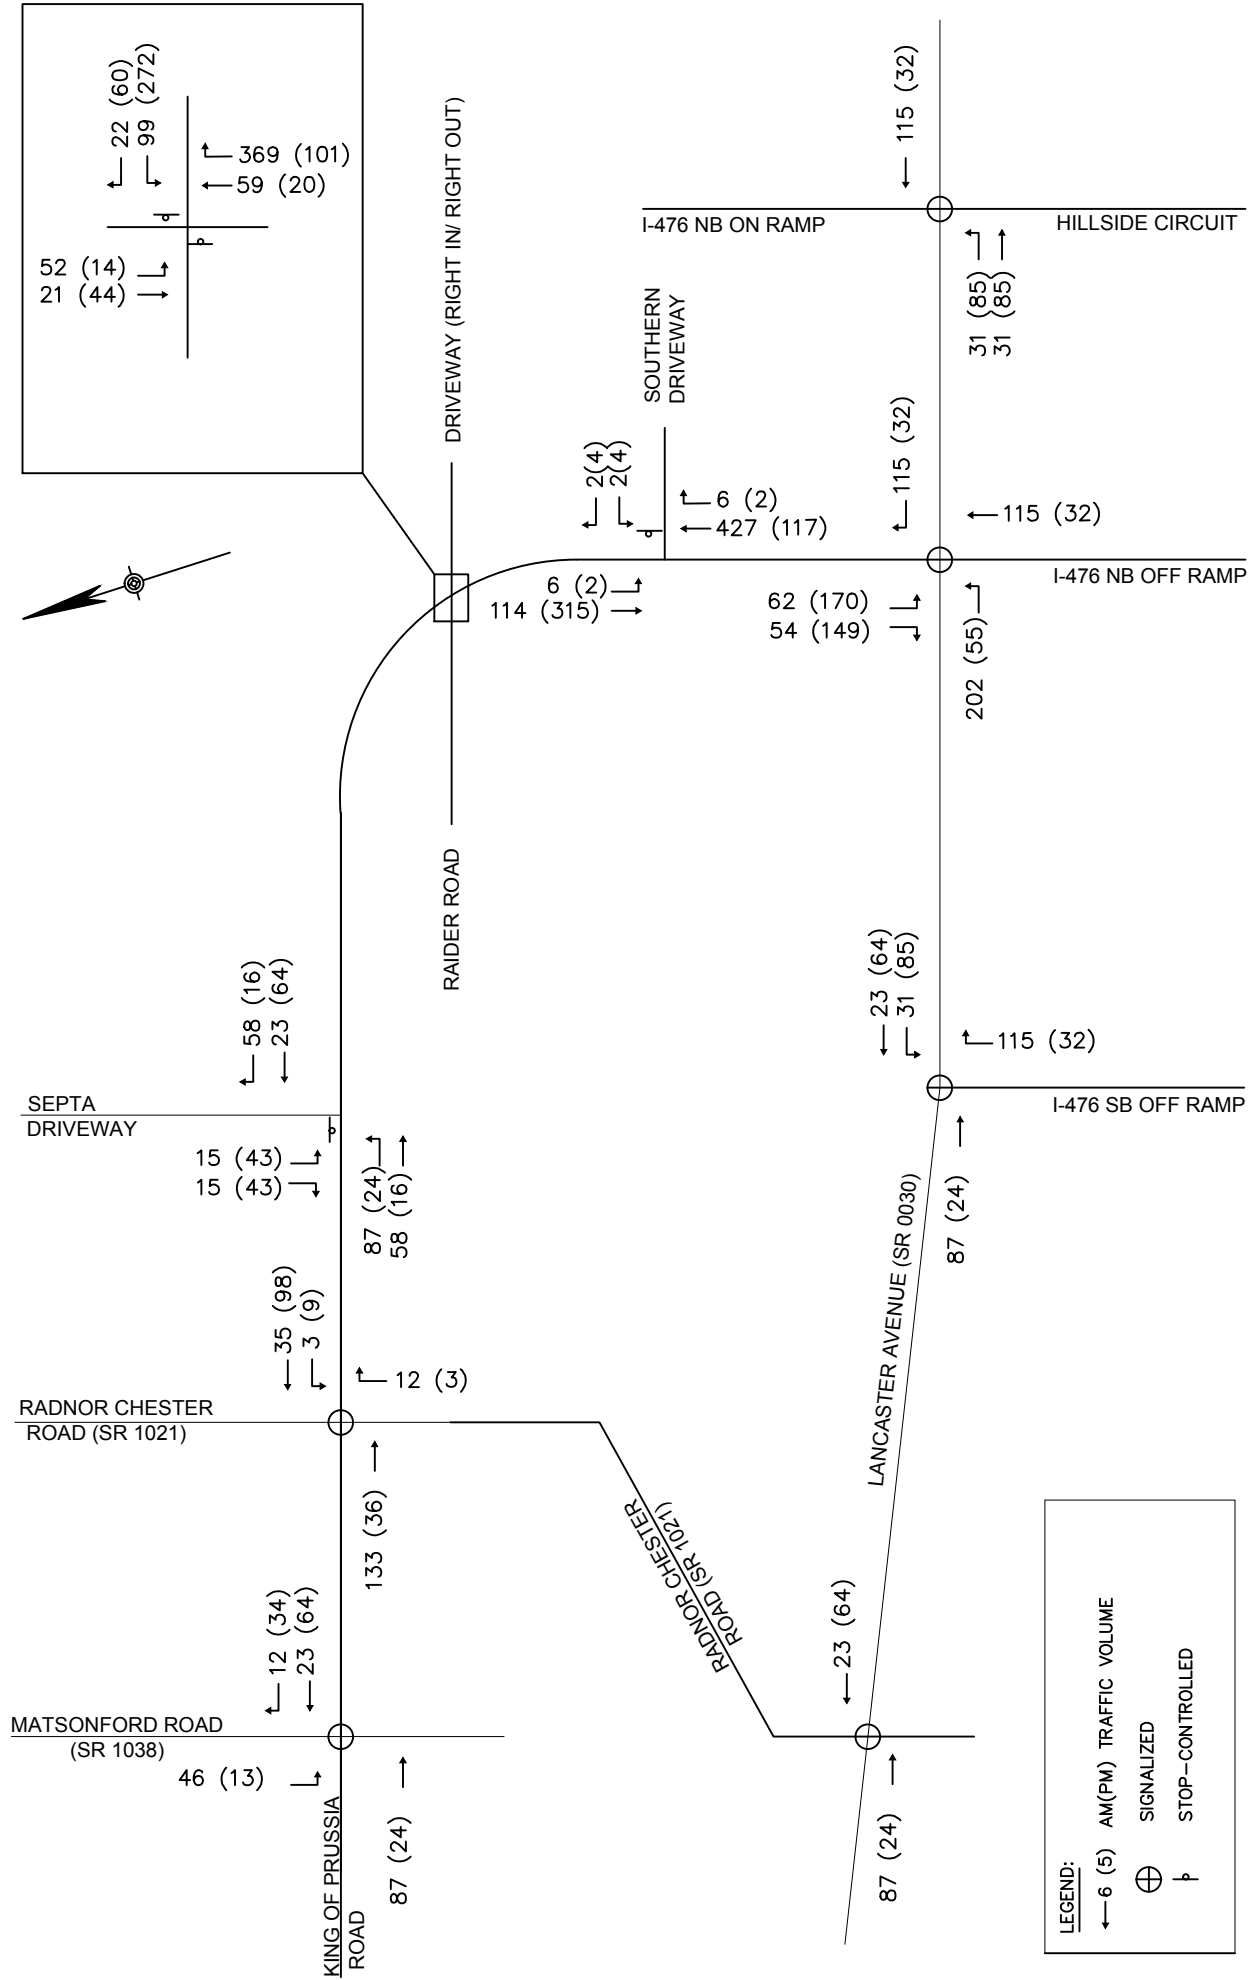 22 (60)
99 (272)
369 (101)
59 (20)
52 (14)
21 (44)
DRIVEWAY (RIGHT IN/ RIGHT OUT)
RAIDER ROAD
115 (32)
I-476 NB ON RAMP
HILLSIDE CIRCUIT
31 (85)
31 (85)
SOUTHERN
DRIVEWAY
2(4)
2(4)
6 (2)
427 (117)
6 (2)
114 (315)
115 (32)
115 (32)
I-476 NB OFF RAMP
62 (170)
54 (149)
202 (55)
58 (16)
23 (64)
SEPTA
DRIVEWAY
15 (43)
15 (43)
87 (24)
58 (16)
23 (64)
31 (85)
115 (32)
I-476 SB OFF RAMP
87 (24)
LANCASTER AVENUE (SR 0030)
35 (98)
3 (9)
12 (3)
RADNOR CHESTER
ROAD (SR 1021)
133 (36)
RADNOR CHESTER
ROAD (SR 1021)
12 (34)
23 (64)
MATSONFORD ROAD
(SR 1038)
46 (13)
87 (24)
KING OF PRUSSIA
ROAD
23 (64)
87 (24)
LEGEND:
6 (5) AM(PM) TRAFFIC VOLUME
SIGNALIZED
STOP-CONTROLLED